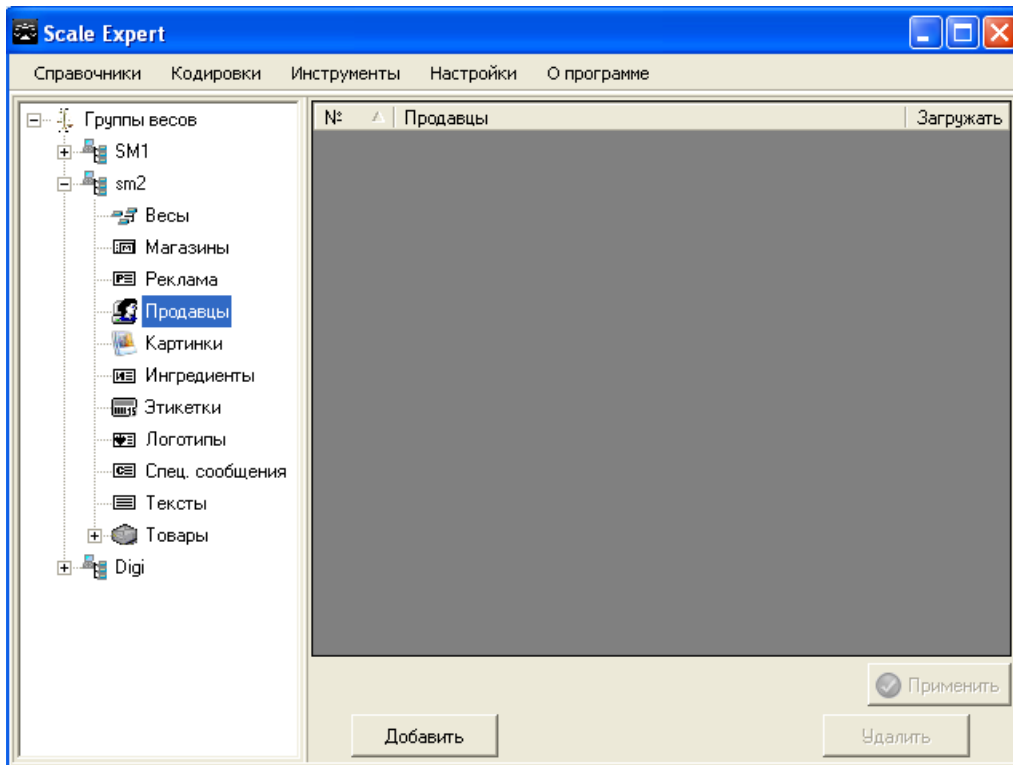 Scale Expert
Справочники Кодировки Инструменты Настройки О программе
Группы весов
SM1
sm2
Весы
Магазины
Реклама
Продавцы
Картинки
Ингредиенты
Этикетки
Логотипы
Спец. сообщения
Тексты
Товары
Digi
№ Продавцы Загружать
Применить
Добавить Удалить